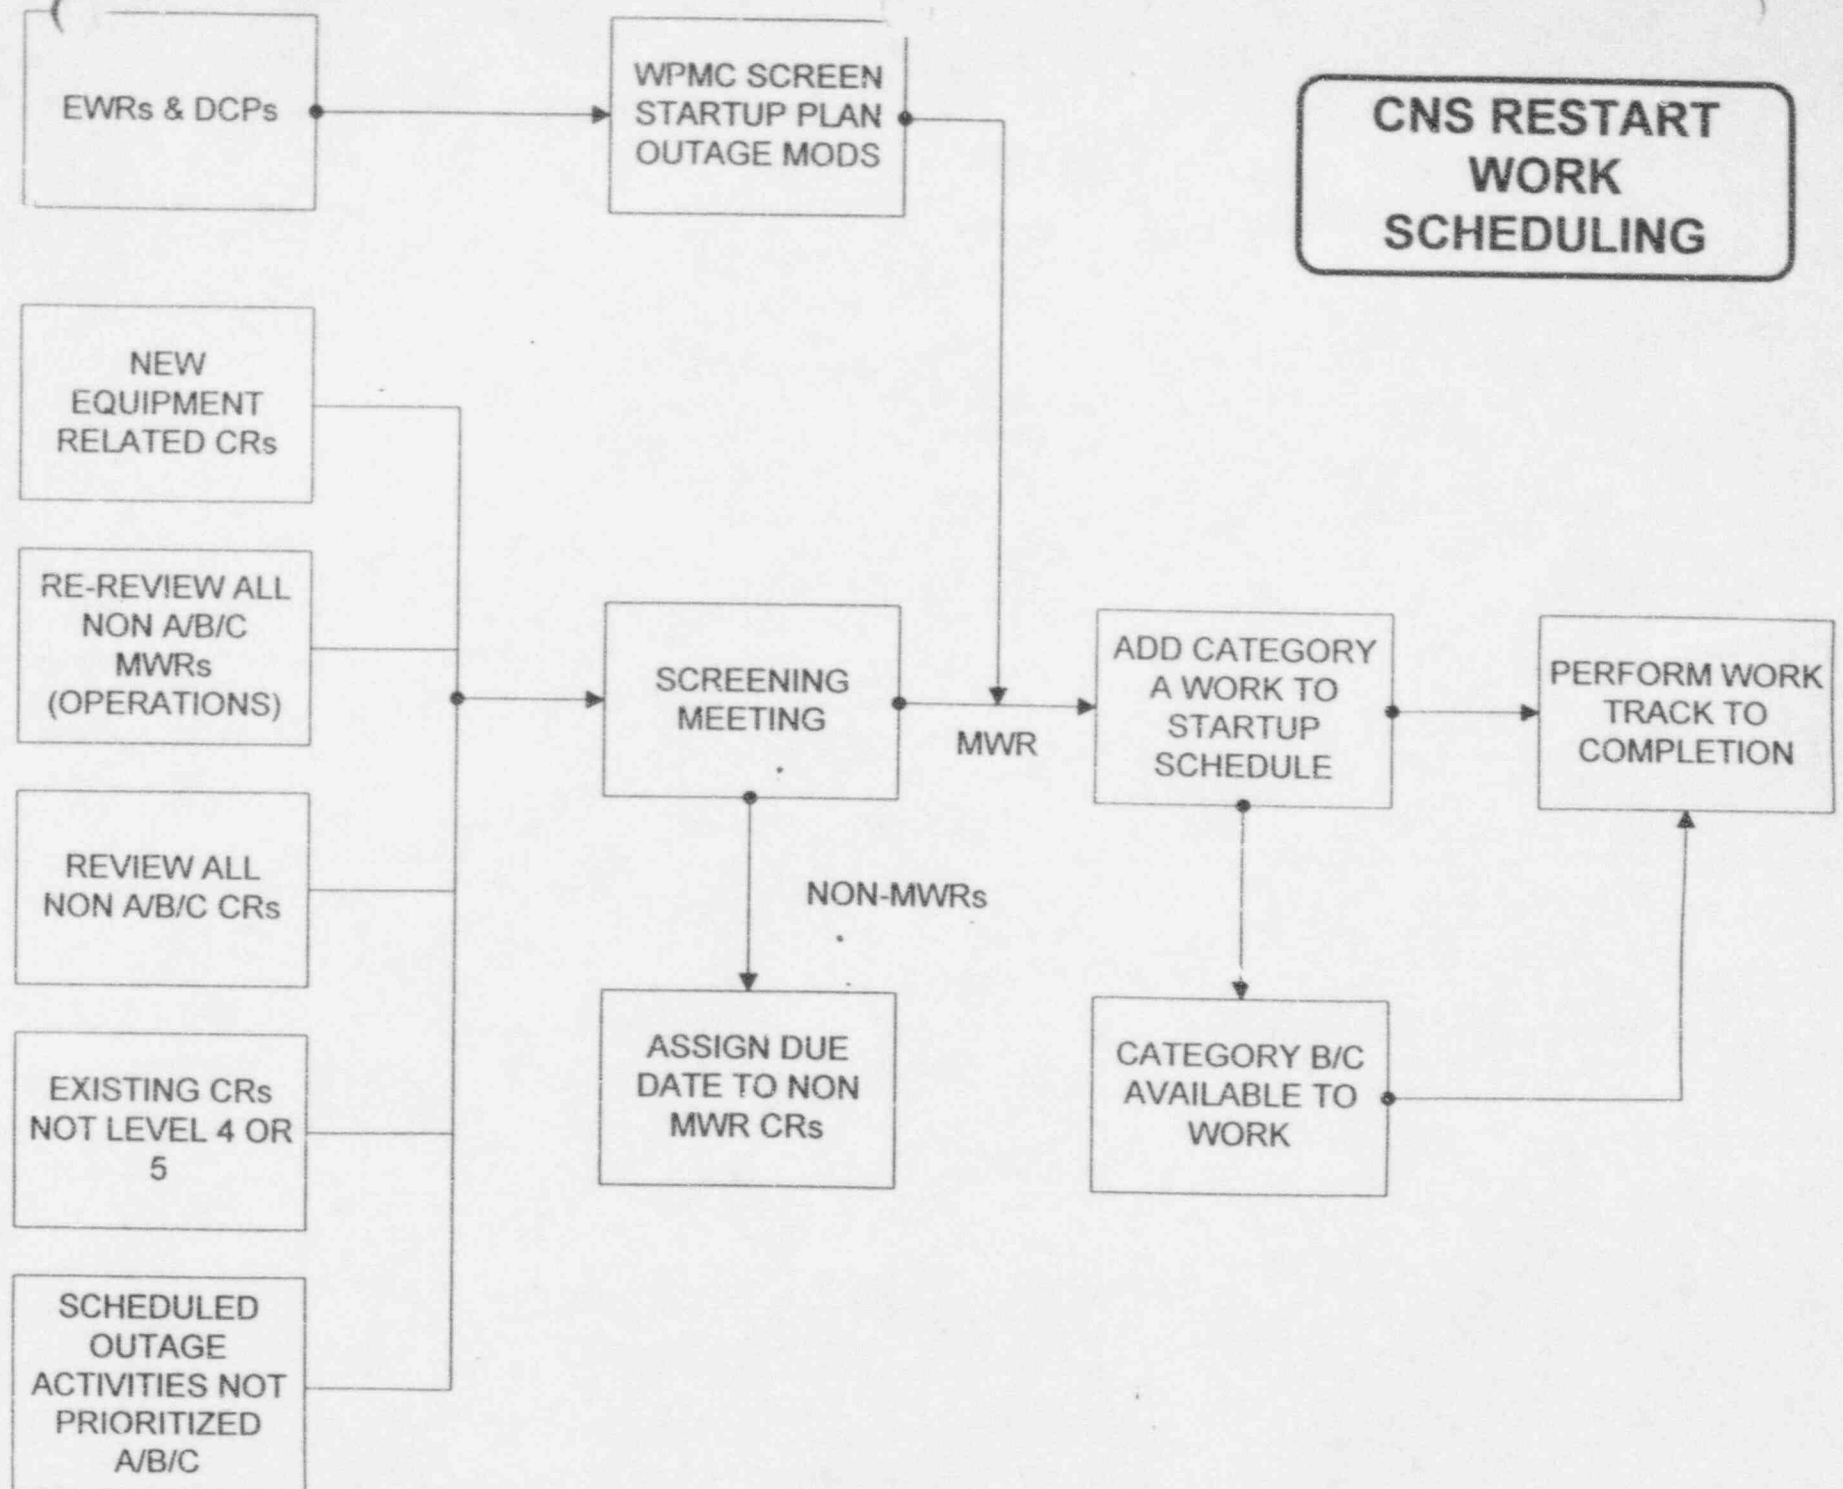 EWRs & DCPs
WPMC SCREEN
STARTUP PLAN
OUTAGE MODS
CNS RESTART
WORK
SCHEDULING
NEW
EQUIPMENT
RELATED CRs
RE-REVIEW ALL
NON A/B/C
MWRs
(OPERATIONS)
REVIEW ALL
NON A/B/C CRs
EXISTING CRs
NOT LEVEL 4 OR
5
SCHEDULED
OUTAGE
ACTIVITIES NOT
PRIORITIZED
A/B/C
SCREENING
MEETING
MWR
NON-MWRs
ASSIGN DUE
DATE TO NON
MWR CRs
ADD CATEGORY
A WORK TO
STARTUP
SCHEDULE
CATEGORY B/C
AVAILABLE TO
WORK
PERFORM WORK
TRACK TO
COMPLETION